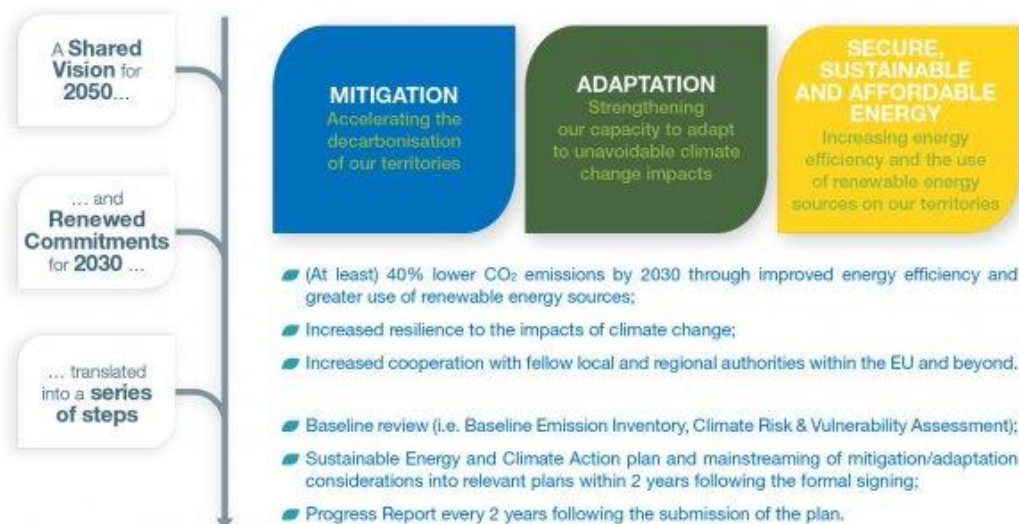 A Shared
Vision for
2050...
MITIGATION
Accelerating the
decarbonisation
of our territories
ADAPTATION
Strengthening
our capacity to adapt
to unavoidable climate
change impacts
SECURE,
SUSTAINABLE
AND AFFORDABLE
ENERGY
Increasing energy
efficiency and the use
of renewable energy
sources on our territories
... and
Renewed
Commitments
for 2030 ...
(At least) 40% lower CO₂ emissions by 2030 through improved energy efficiency and
greater use of renewable energy sources;
Increased resilience to the impacts of climate change;
Increased cooperation with fellow local and regional authorities within the EU and beyond.
... translated
into a series
of steps
Baseline review (i.e. Baseline Emission Inventory, Climate Risk & Vulnerability Assessment);
Sustainable Energy and Climate Action plan and mainstreaming of mitigation/adaptation
considerations into relevant plans within 2 years following the formal signing;
Progress Report every 2 years following the submission of the plan.